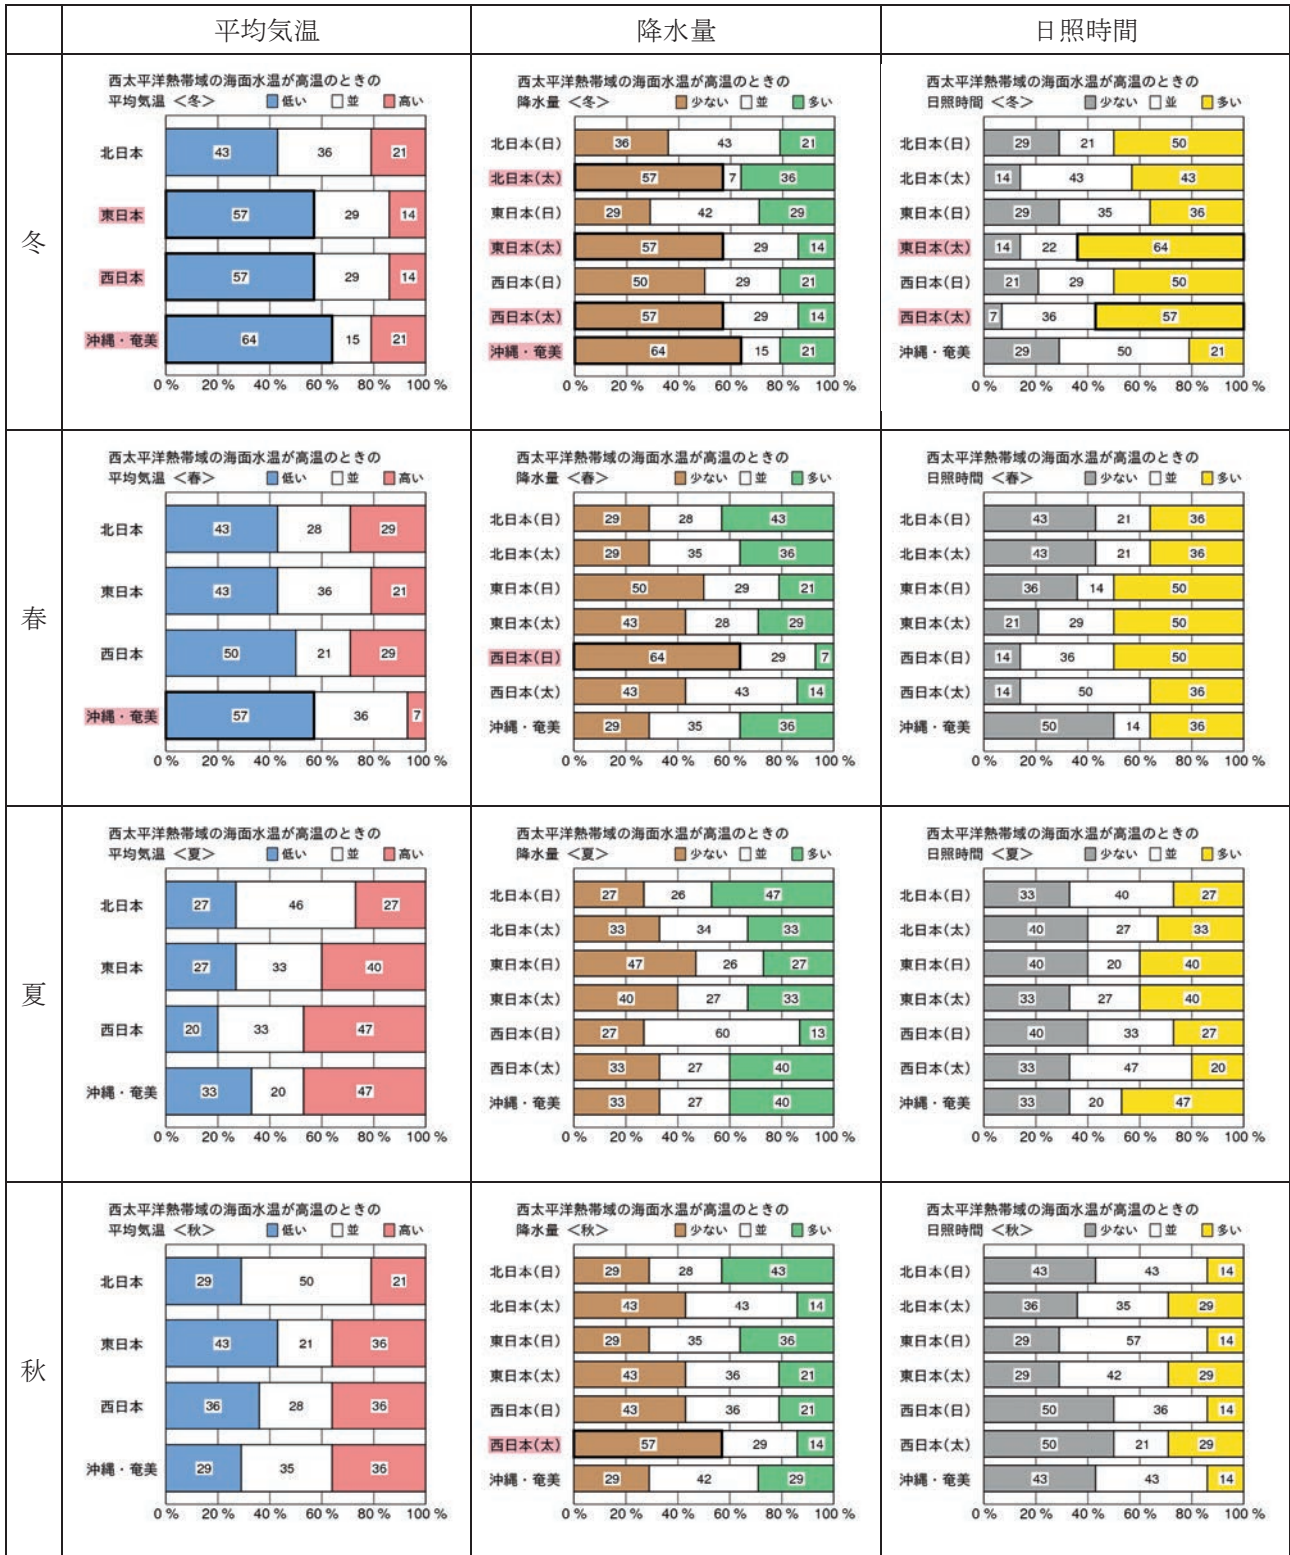 平均気温 降水量 日照時間
冬
西太平洋熱帯域の海面水温が高温のときの
平均気温 <冬> 低い 並 高い
北日本 43 36 21
東日本 57 29 14
西日本 57 29 14
沖縄・奄美 64 15 21
0 % 20 % 40 % 60 % 80 % 100 %
西太平洋熱帯域の海面水温が高温のときの
降水量 <冬> 少ない 並 多い
北日本(日) 36 43 21
北日本(太) 57 7 36
東日本(日) 29 42 29
東日本(太) 57 29 14
西日本(日) 50 29 21
西日本(太) 57 29 14
沖縄・奄美 64 15 21
0 % 20 % 40 % 60 % 80 % 100 %
西太平洋熱帯域の海面水温が高温のときの
日照時間 <冬> 少ない 並 多い
北日本(日) 29 21 50
北日本(太) 14 43 43
東日本(日) 29 35 36
東日本(太) 14 22 64
西日本(日) 21 29 50
西日本(太) 7 36 57
沖縄・奄美 29 50 21
0 % 20 % 40 % 60 % 80 % 100 %
春
西太平洋熱帯域の海面水温が高温のときの
平均気温 <春> 低い 並 高い
北日本 43 28 29
東日本 43 36 21
西日本 50 21 29
沖縄・奄美 57 36 7
0 % 20 % 40 % 60 % 80 % 100 %
西太平洋熱帯域の海面水温が高温のときの
降水量 <春> 少ない 並 多い
北日本(日) 29 28 43
北日本(太) 29 35 36
東日本(日) 50 29 21
東日本(太) 43 28 29
西日本(日) 64 29 7
西日本(太) 43 43 14
沖縄・奄美 29 35 36
0 % 20 % 40 % 60 % 80 % 100 %
西太平洋熱帯域の海面水温が高温のときの
日照時間 <春> 少ない 並 多い
北日本(日) 43 21 36
北日本(太) 43 21 36
東日本(日) 36 14 50
東日本(太) 21 29 50
西日本(日) 14 36 50
西日本(太) 14 50 36
沖縄・奄美 50 14 36
0 % 20 % 40 % 60 % 80 % 100 %
夏
西太平洋熱帯域の海面水温が高温のときの
平均気温 <夏> 低い 並 高い
北日本 27 46 27
東日本 27 33 40
西日本 20 33 47
沖縄・奄美 33 20 47
0 % 20 % 40 % 60 % 80 % 100 %
西太平洋熱帯域の海面水温が高温のときの
降水量 <夏> 少ない 並 多い
北日本(日) 27 26 47
北日本(太) 33 34 33
東日本(日) 47 26 27
東日本(太) 40 27 33
西日本(日) 27 60 13
西日本(太) 33 27 40
沖縄・奄美 33 27 40
0 % 20 % 40 % 60 % 80 % 100 %
西太平洋熱帯域の海面水温が高温のときの
日照時間 <夏> 少ない 並 多い
北日本(日) 33 40 27
北日本(太) 40 27 33
東日本(日) 40 20 40
東日本(太) 33 27 40
西日本(日) 40 33 27
西日本(太) 33 47 20
沖縄・奄美 33 20 47
0 % 20 % 40 % 60 % 80 % 100 %
秋
西太平洋熱帯域の海面水温が高温のときの
平均気温 <秋> 低い 並 高い
北日本 29 50 21
東日本 43 21 36
西日本 36 28 36
沖縄・奄美 29 35 36
0 % 20 % 40 % 60 % 80 % 100 %
西太平洋熱帯域の海面水温が高温のときの
降水量 <秋> 少ない 並 多い
北日本(日) 29 28 43
北日本(太) 43 43 14
東日本(日) 29 35 36
東日本(太) 43 36 21
西日本(日) 43 36 21
西日本(太) 57 29 14
沖縄・奄美 29 42 29
0 % 20 % 40 % 60 % 80 % 100 %
西太平洋熱帯域の海面水温が高温のときの
日照時間 <秋> 少ない 並 多い
北日本(日) 43 43 14
北日本(太) 36 35 29
東日本(日) 29 57 14
東日本(太) 29 42 29
西日本(日) 50 36 14
西日本(太) 50 21 29
沖縄・奄美 43 43 14
0 % 20 % 40 % 60 % 80 % 100 %